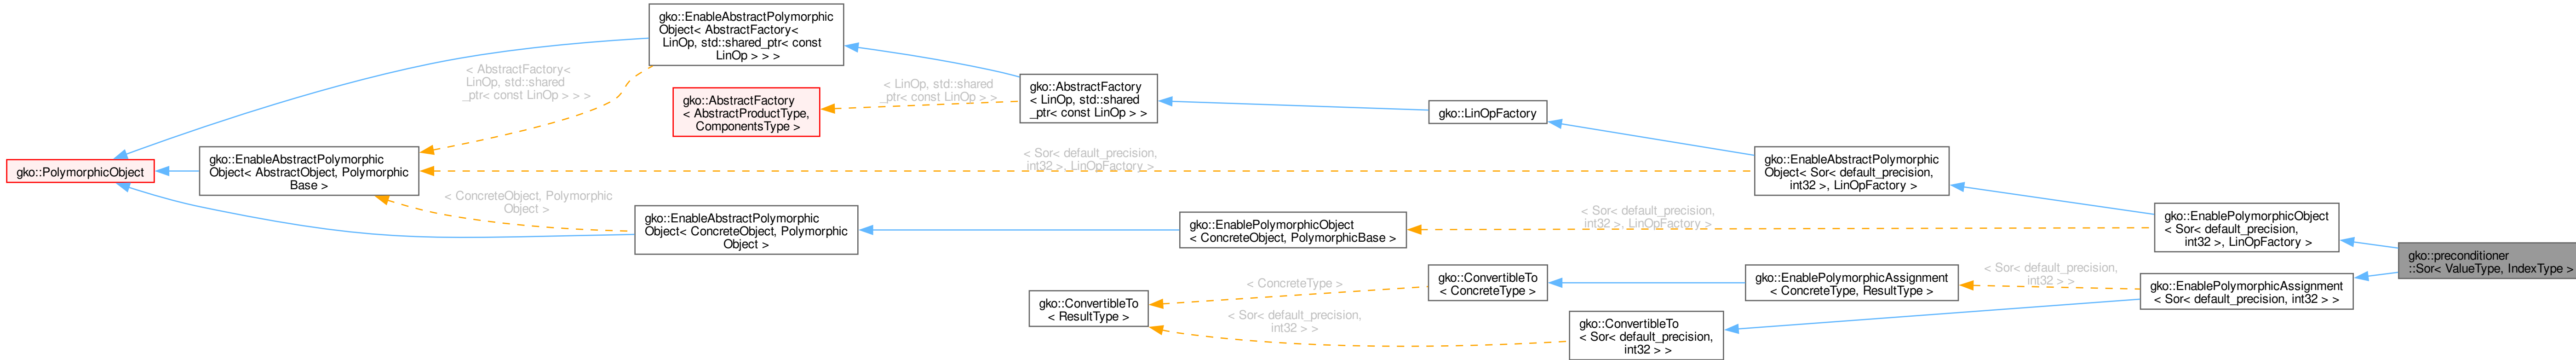 gko::EnableAbstractPolymorphic
Object< AbstractFactory<
LinOp, std::shared_ptr< const
LinOp > > >
< AbstractFactory<
LinOp, std::shared
_ptr< const LinOp > > >
gko::AbstractFactory
< AbstractProductType,
ComponentsType >
< LinOp, std::shared
_ptr< const LinOp > >
gko::AbstractFactory
< LinOp, std::shared
_ptr< const LinOp > >
gko::LinOpFactory
gko::PolymorphicObject
gko::EnableAbstractPolymorphic
Object< AbstractObject, Polymorphic
Base >
< Sor< default_precision,
int32 >, LinOpFactory >
gko::EnableAbstractPolymorphic
Object< Sor< default_precision,
int32 >, LinOpFactory >
< ConcreteObject, Polymorphic
Object >
gko::EnableAbstractPolymorphic
Object< ConcreteObject, Polymorphic
Object >
gko::EnablePolymorphicObject
< ConcreteObject, PolymorphicBase >
< Sor< default_precision,
int32 >, LinOpFactory >
gko::EnablePolymorphicObject
< Sor< default_precision,
int32 >, LinOpFactory >
gko::preconditioner
::Sor< ValueType, IndexType >
gko::ConvertibleTo
< ResultType >
< ConcreteType >
gko::ConvertibleTo
< ConcreteType >
gko::EnablePolymorphicAssignment
< ConcreteType, ResultType >
< Sor< default_precision,
int32 > >
gko::EnablePolymorphicAssignment
< Sor< default_precision, int32 > >
< Sor< default_precision,
int32 > >
gko::ConvertibleTo
< Sor< default_precision,
int32 > >